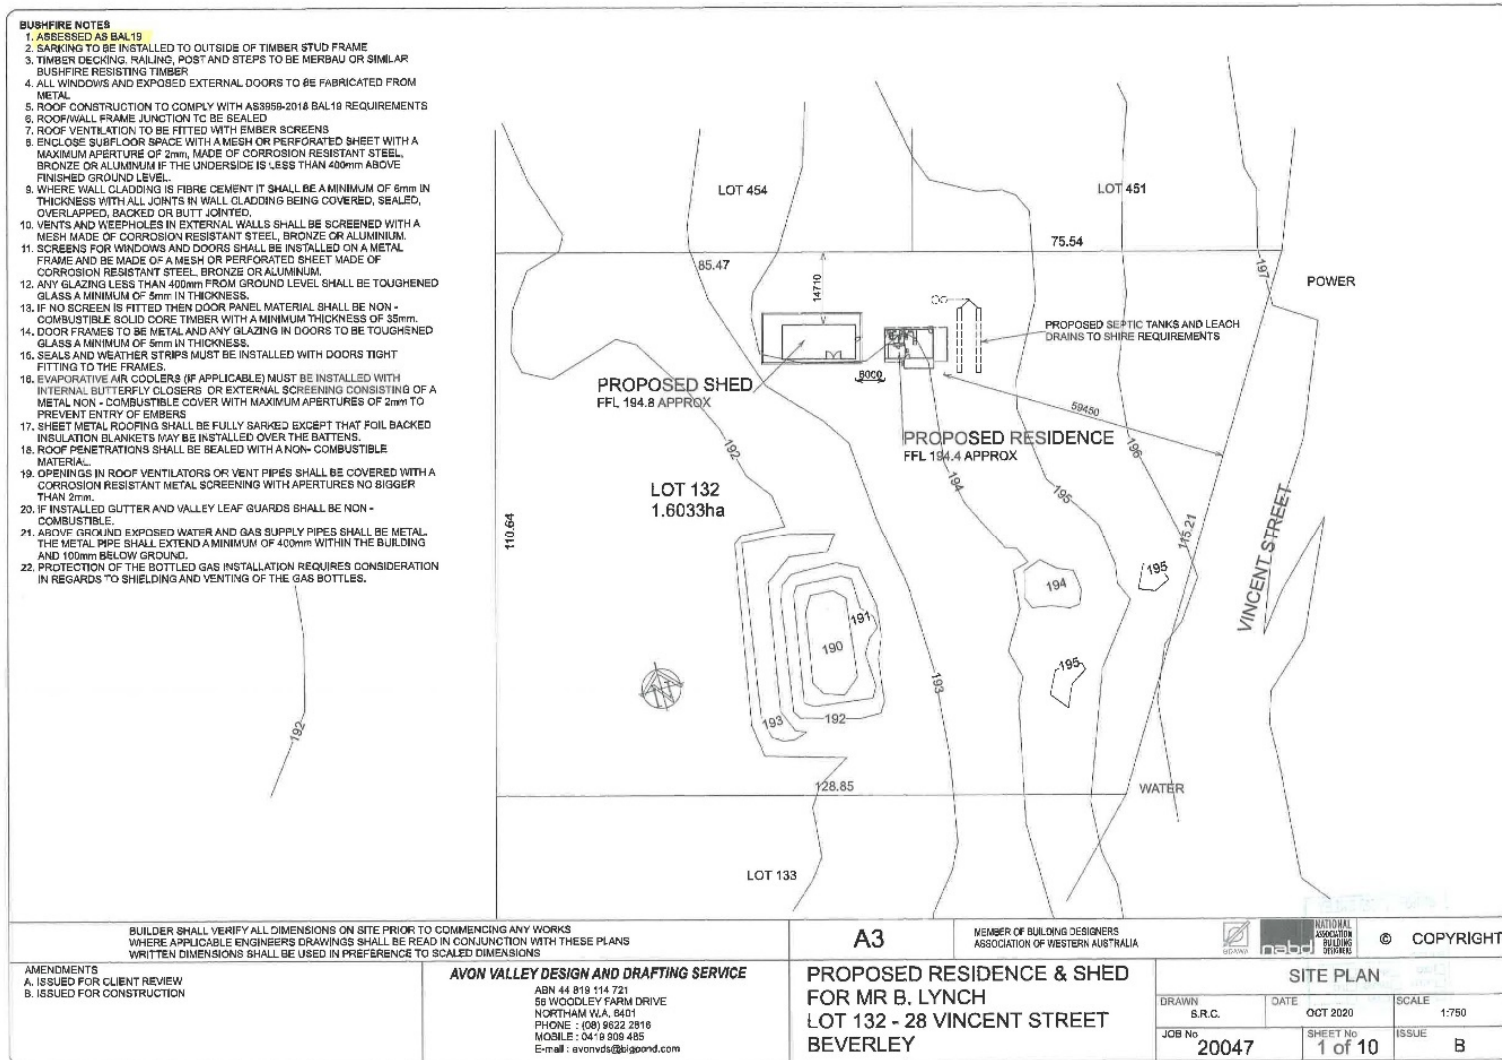 BUSHFIRE NOTES
1. ASSESSED AS BAL19
2. SARKING TO BE INSTALLED TO OUTSIDE OF TIMBER STUD FRAME
3. TIMBER DECKING, RAILING, POST AND STEPS TO BE MERBAU OR SIMILAR
BUSHFIRE RESISTING TIMBER
4. ALL WINDOWS AND EXPOSED EXTERNAL DOORS TO BE FABRICATED FROM
METAL
5. ROOF CONSTRUCTION TO COMPLY WITH AS3959-2018 BAL19 REQUIREMENTS
6. ROOF/WALL FRAME JUNCTION TO BE SEALED
7. ROOF VENTILATION TO BE FITTED WITH EMBER SCREENS
8. ENCLOSE SUBFLOOR SPACE WITH A MESH OR PERFORATED SHEET WITH A
MAXIMUM APERTURE OF 2mm, MADE OF CORROSION RESISTANT STEEL,
BRONZE OR ALUMINUM IF THE UNDERSIDE IS LESS THAN 400mm ABOVE
FINISHED GROUND LEVEL.
9. WHERE WALL CLADDING IS FIBRE CEMENT IT SHALL BE A MINIMUM OF 6mm IN
THICKNESS WITH ALL JOINTS IN WALL CLADDING BEING COVERED, SEALED,
OVERLAPPED, BACKED OR BUTT JOINTED.
10. VENTS AND WEEPHOLES IN EXTERNAL WALLS SHALL BE SCREENED WITH A
MESH MADE OF CORROSION RESISTANT STEEL, BRONZE OR ALUMINIUM.
11. SCREENS FOR WINDOWS AND DOORS SHALL BE INSTALLED ON A METAL
FRAME AND BE MADE OF A MESH OR PERFORATED SHEET MADE OF
CORROSION RESISTANT STEEL, BRONZE OR ALUMINUM.
12. ANY GLAZING LESS THAN 400mm FROM GROUND LEVEL SHALL BE TOUGHENED
GLASS A MINIMUM OF 5mm IN THICKNESS.
13. IF NO SCREEN IS FITTED THEN DOOR PANEL MATERIAL SHALL BE NON -
COMBUSTIBLE SOLID CORE TIMBER WITH A MINIMUM THICKNESS OF 35mm.
14. DOOR FRAMES TO BE METAL AND ANY GLAZING IN DOORS TO BE TOUGHENED
GLASS A MINIMUM OF 5mm IN THICKNESS.
15. SEALS AND WEATHER STRIPS MUST BE INSTALLED WITH DOORS TIGHT
FITTING TO THE FRAMES.
16. EVAPORATIVE AIR COOLERS (IF APPLICABLE) MUST BE INSTALLED WITH
INTERNAL BUTTERFLY CLOSERS OR EXTERNAL SCREENING CONSISTING OF A
METAL NON - COMBUSTIBLE COVER WITH MAXIMUM APERTURES OF 2mm TO
PREVENT ENTRY OF EMBERS
17. SHEET METAL ROOFING SHALL BE FULLY SARKED EXCEPT THAT FOIL BACKED
INSULATION BLANKETS MAY BE INSTALLED OVER THE BATTENS.
18. ROOF PENETRATIONS SHALL BE SEALED WITH A NON- COMBUSTIBLE
MATERIAL.
19. OPENINGS IN ROOF VENTILATORS OR VENT PIPES SHALL BE COVERED WITH A
CORROSION RESISTANT METAL SCREENING WITH APERTURES NO BIGGER
THAN 2mm.
20. IF INSTALLED GUTTER AND VALLEY LEAF GUARDS SHALL BE NON -
COMBUSTIBLE.
21. ABOVE GROUND EXPOSED WATER AND GAS SUPPLY PIPES SHALL BE METAL.
THE METAL PIPE SHALL EXTEND A MINIMUM OF 400mm WITHIN THE BUILDING
AND 100mm BELOW GROUND.
22. PROTECTION OF THE BOTTLED GAS INSTALLATION REQUIRES CONSIDERATION
IN REGARDS TO SHIELDING AND VENTING OF THE GAS BOTTLES.
LOT 454
LOT 451
75.54
85.47
197
POWER
14710
PROPOSED SEPTIC TANKS AND LEACH
DRAINS TO SHIRE REQUIREMENTS
6000
PROPOSED SHED
FFL 194.8 APPROX
59450
PROPOSED RESIDENCE
FFL 194.4 APPROX
192
196
194
195
LOT 132
1.6033ha
110.64
115.21
VINCENT STREET
195
194
191
190
195
193
192
193
192
128.85
WATER
LOT 133
BUILDER SHALL VERIFY ALL DIMENSIONS ON SITE PRIOR TO COMMENCING ANY WORKS
WHERE APPLICABLE ENGINEERS DRAWINGS SHALL BE READ IN CONJUNCTION WITH THESE PLANS
WRITTEN DIMENSIONS SHALL BE USED IN PREFERENCE TO SCALED DIMENSIONS
A3
MEMBER OF BUILDING DESIGNERS
ASSOCIATION OF WESTERN AUSTRALIA
nabd
NATIONAL
ASSOCIATION
BUILDING
DESIGNERS
© COPYRIGHT
AMENDMENTS
A. ISSUED FOR CLIENT REVIEW
B. ISSUED FOR CONSTRUCTION
AVON VALLEY DESIGN AND DRAFTING SERVICE
ABN 44 819 114 721
58 WOODLEY FARM DRIVE
NORTHAM W.A. 6401
PHONE : (08) 9622 2816
MOBILE : 0419 909 485
E-mail : avonvds@bigpond.com
PROPOSED RESIDENCE & SHED
FOR MR B. LYNCH
LOT 132 - 28 VINCENT STREET
BEVERLEY
SITE PLAN
DRAWN
S.R.C.
DATE
OCT 2020
SCALE
1:750
JOB No
20047
SHEET No
1 of 10
ISSUE
B